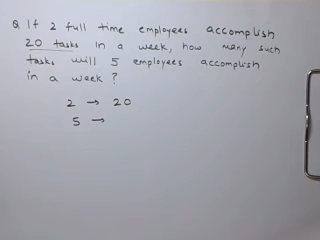 Q If 2 full time employees accomplish
20 tasks in a week, how many such
tasks will 5 employees accomplish
in a week ?
2 → 20
5 →